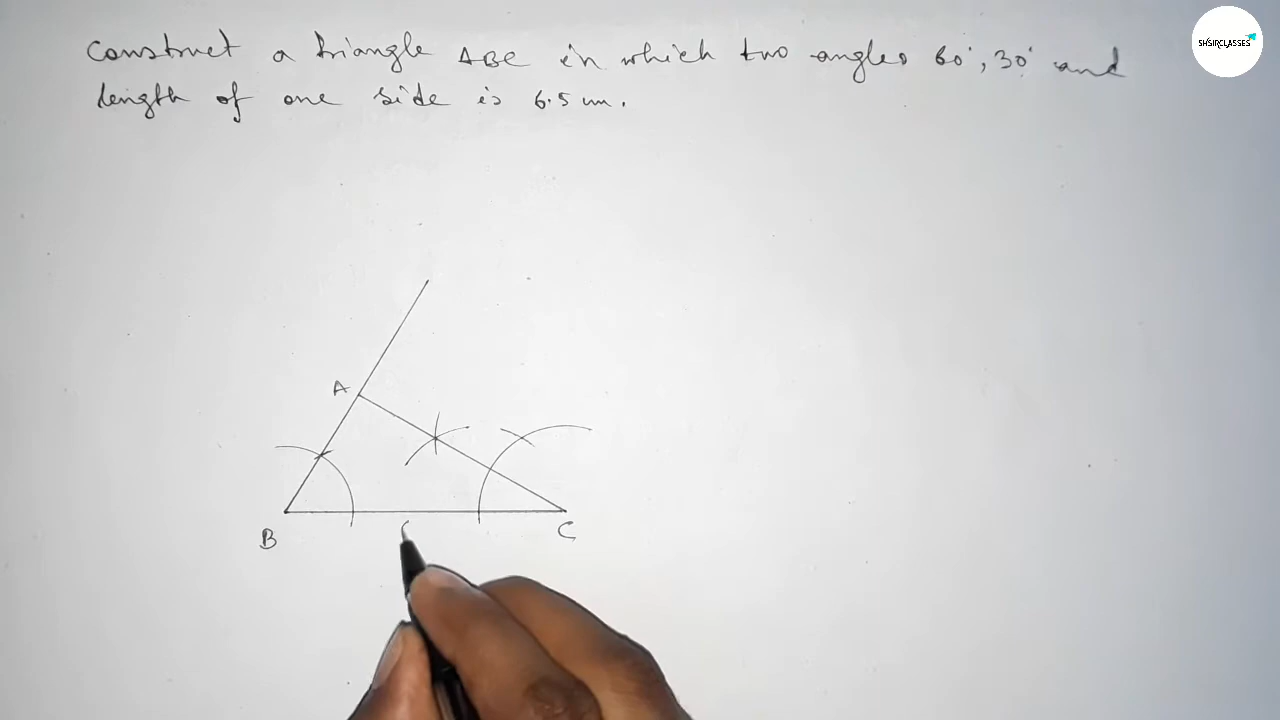 Construct a triangle ABC in which two angles 60°, 30° and
length of one side is 6.5 cm.
SHSIRCLASSES
A
B
C